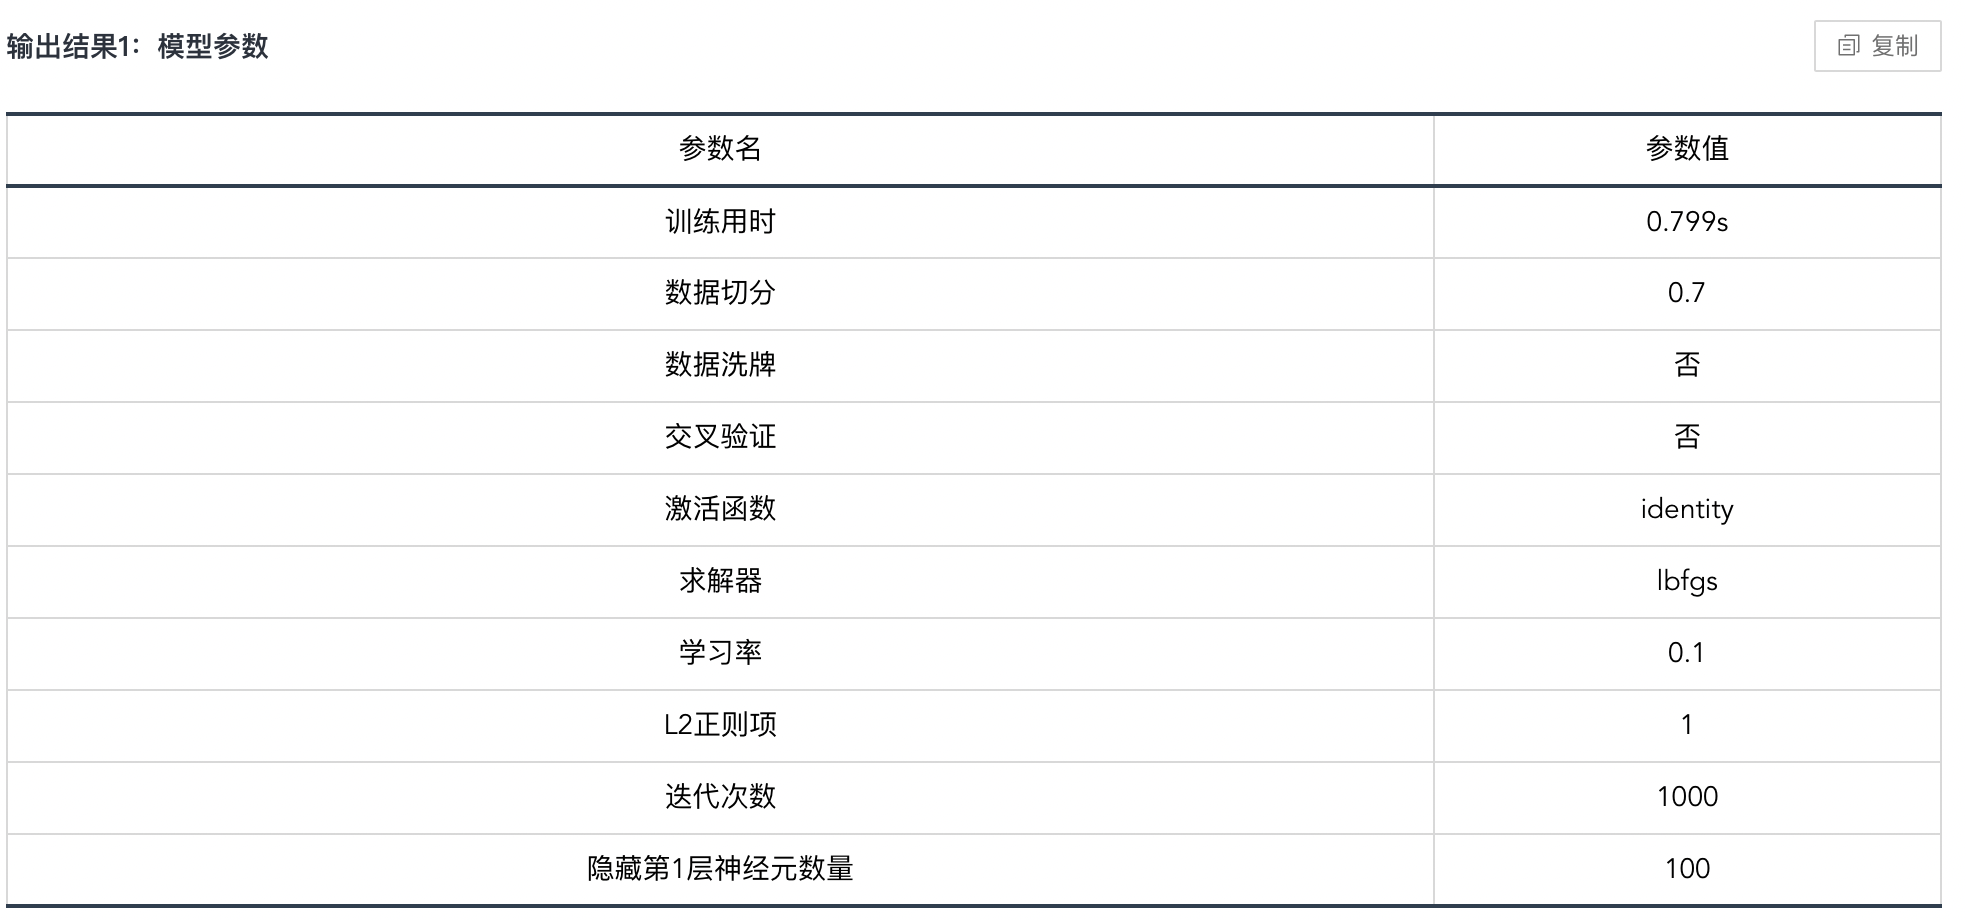 输出结果1：模型参数
复制
参数名 参数值
训练用时 0.799s
数据切分 0.7
数据洗牌 否
交叉验证 否
激活函数 identity
求解器 lbfgs
学习率 0.1
L2正则项 1
迭代次数 1000
隐藏第1层神经元数量 100